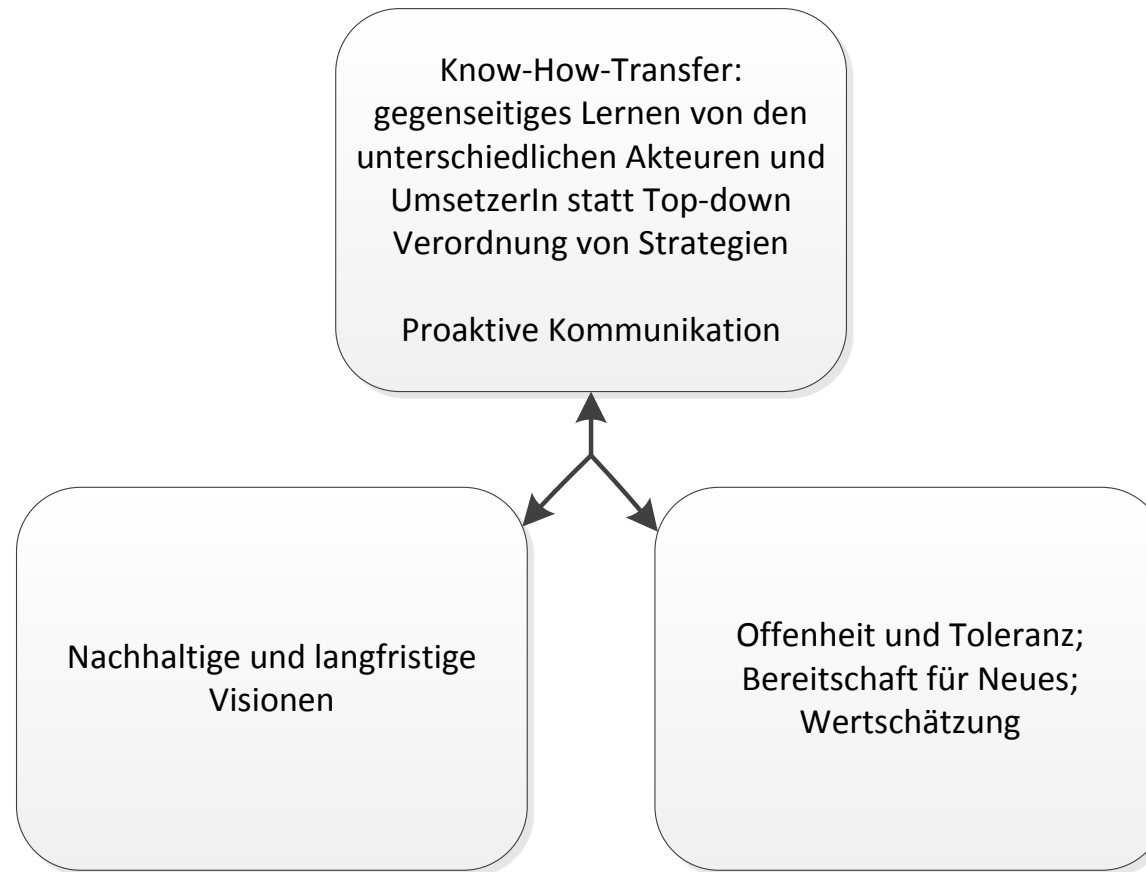 Know-How-Transfer:
gegenseitiges Lernen von den
unterschiedlichen Akteuren und
UmsetzerIn statt Top-down
Verordnung von Strategien
Proaktive Kommunikation
Nachhaltige und langfristige
Visionen
Offenheit und Toleranz;
Bereitschaft für Neues;
Wertschätzung